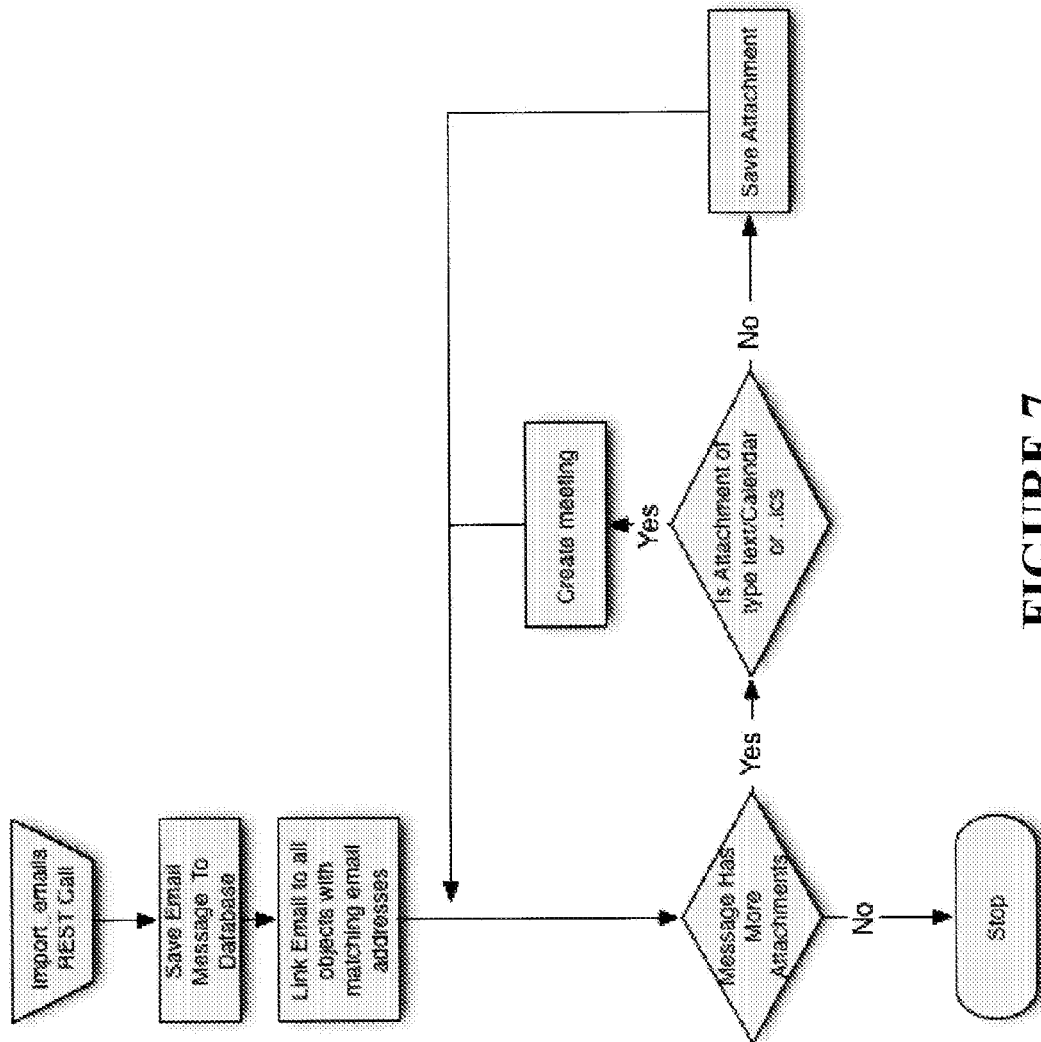 Import emails
REST Call
Save Email
Message To
Database
Link Email to all
objects with
matching email
addresses
Message Has
More
Attachments
Yes
No
Stop
Is Attachment of
type text/Calendar
or .ics
Yes
No
Create meeting
Save Attachment
FIGURE 7